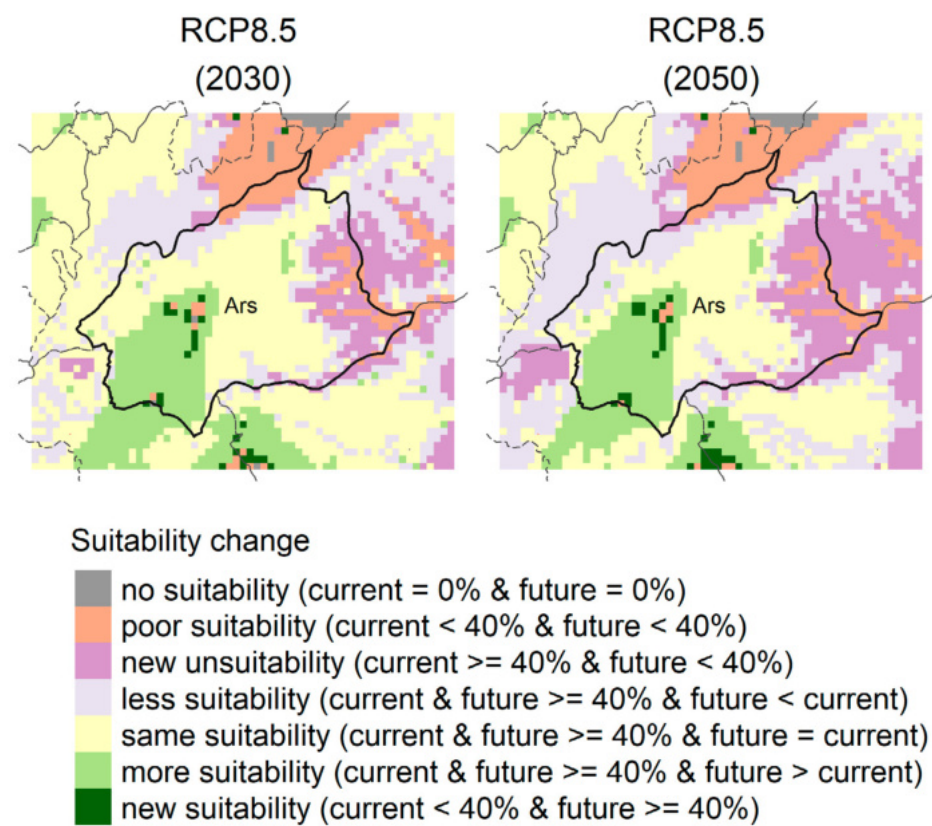 RCP8.5
(2030)
RCP8.5
(2050)
Ars
Ars
Suitability change
no suitability (current = 0% & future = 0%)
poor suitability (current < 40% & future < 40%)
new unsuitability (current >= 40% & future < 40%)
less suitability (current & future >= 40% & future < current)
same suitability (current & future >= 40% & future = current)
more suitability (current & future >= 40% & future > current)
new suitability (current < 40% & future >= 40%)